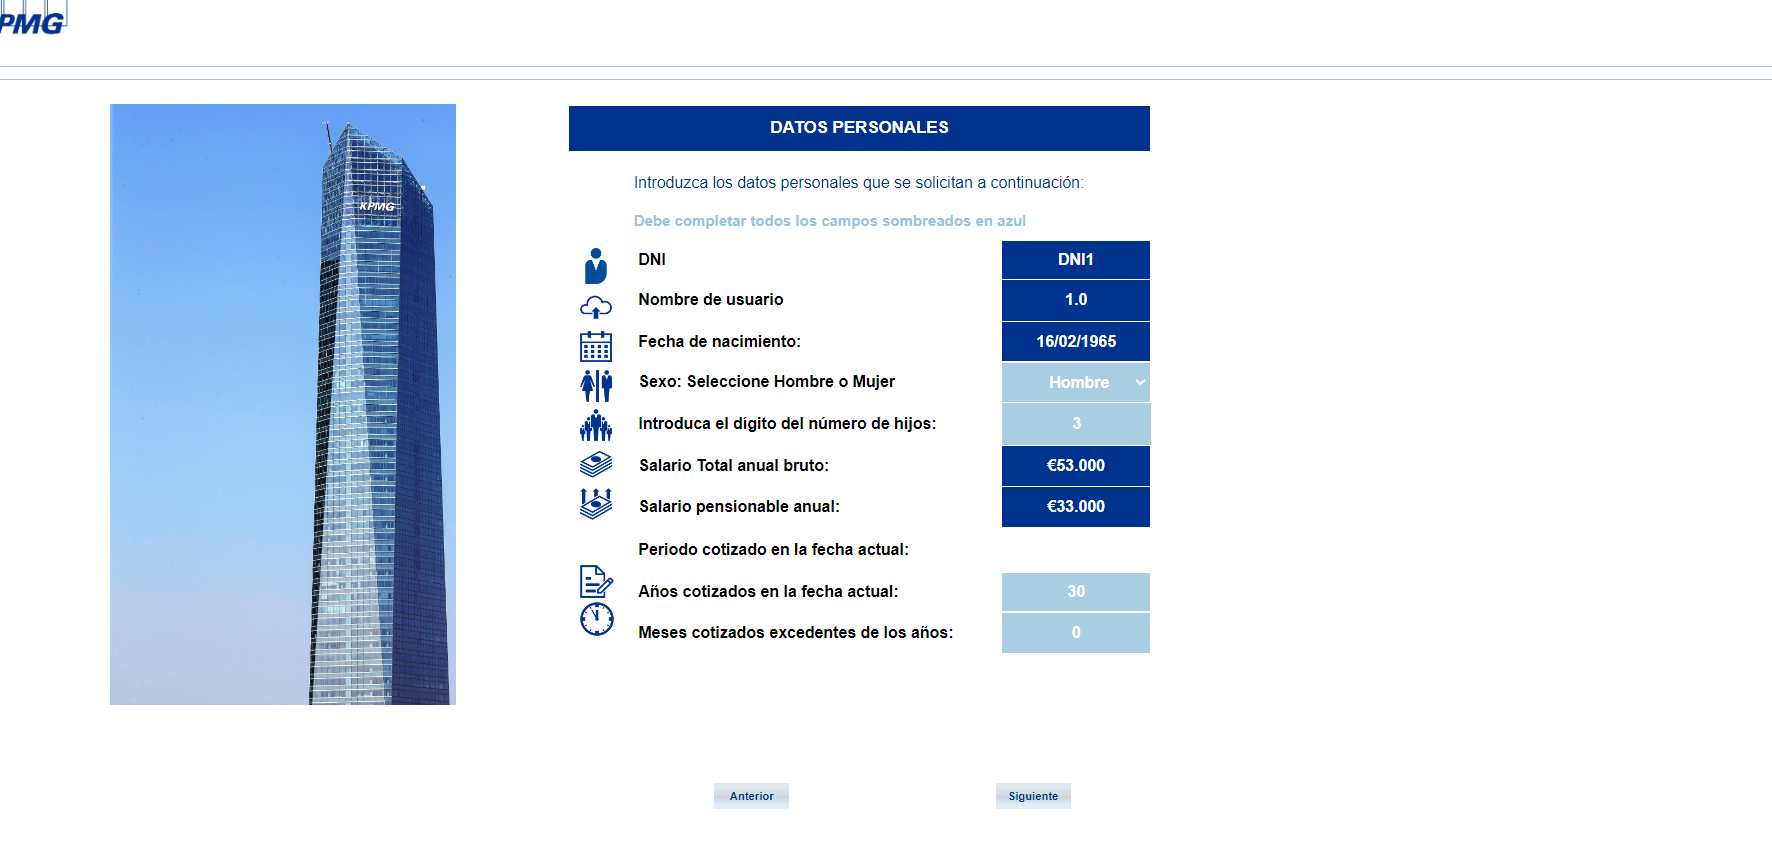 KPMG
DATOS PERSONALES
Introduzca los datos personales que se solicitan a continuación:
Debe completar todos los campos sombreados en azul
DNI DNI1
Nombre de usuario 1.0
Fecha de nacimiento: 16/02/1965
Sexo: Seleccione Hombre o Mujer Hombre
KPMG
Introduca el dígito del número de hijos: 3
Salario Total anual bruto: €53.000
Salario pensionable anual: €33.000
Periodo cotizado en la fecha actual:
Años cotizados en la fecha actual: 30
Meses cotizados excedentes de los años: 0
Anterior Siguiente